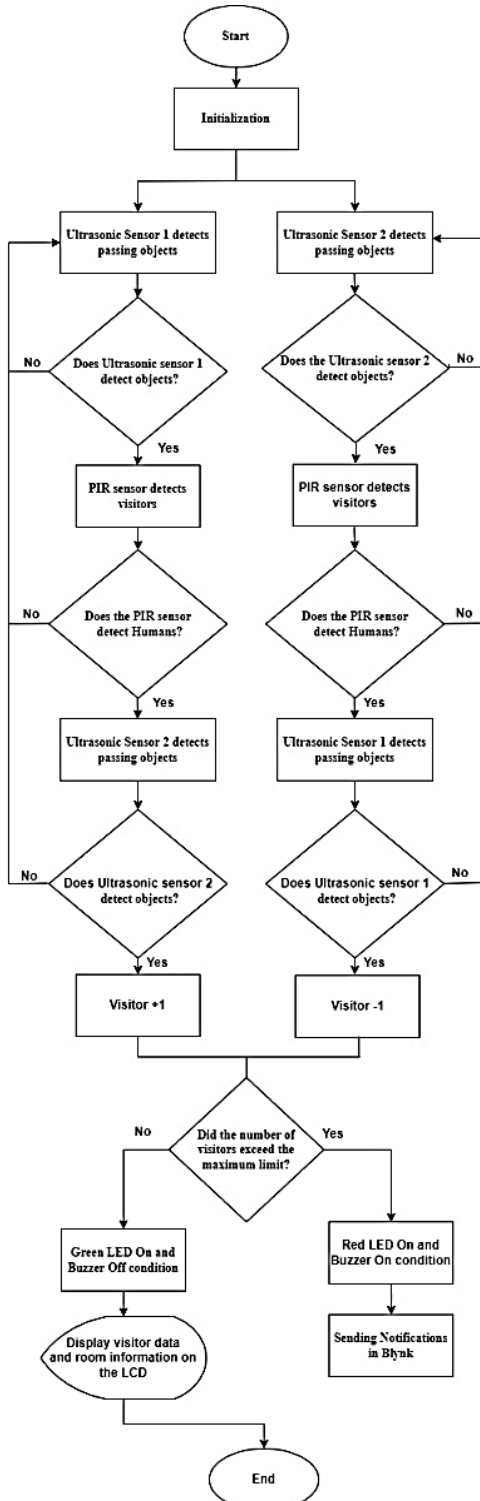 Start
Initialization
Ultrasonic Sensor 1 detects
passing objects
Ultrasonic Sensor 2 detects
passing objects
No
Does Ultrasonic sensor 1
detect objects?
Does the Ultrasonic sensor 2
detect objects?
No
Yes
Yes
PIR sensor detects
visitors
PIR sensor detects
visitors
No
Does the PIR sensor
detect Humans?
Does the PIR sensor
detect Humans?
No
Yes
Yes
Ultrasonic Sensor 2 detects
passing objects
Ultrasonic Sensor 1 detects
passing objects
No
Does Ultrasonic sensor 2
detect objects?
Does Ultrasonic sensor 1
detect objects?
No
Yes
Yes
Visitor +1
Visitor -1
No
Did the number of
visitors exceed the
maximum limit?
Yes
Green LED On and
Buzzer Off condition
Red LED On and
Buzzer On condition
Display visitor data
and room information on
the LCD
Sending Notifications
in Blynk
End